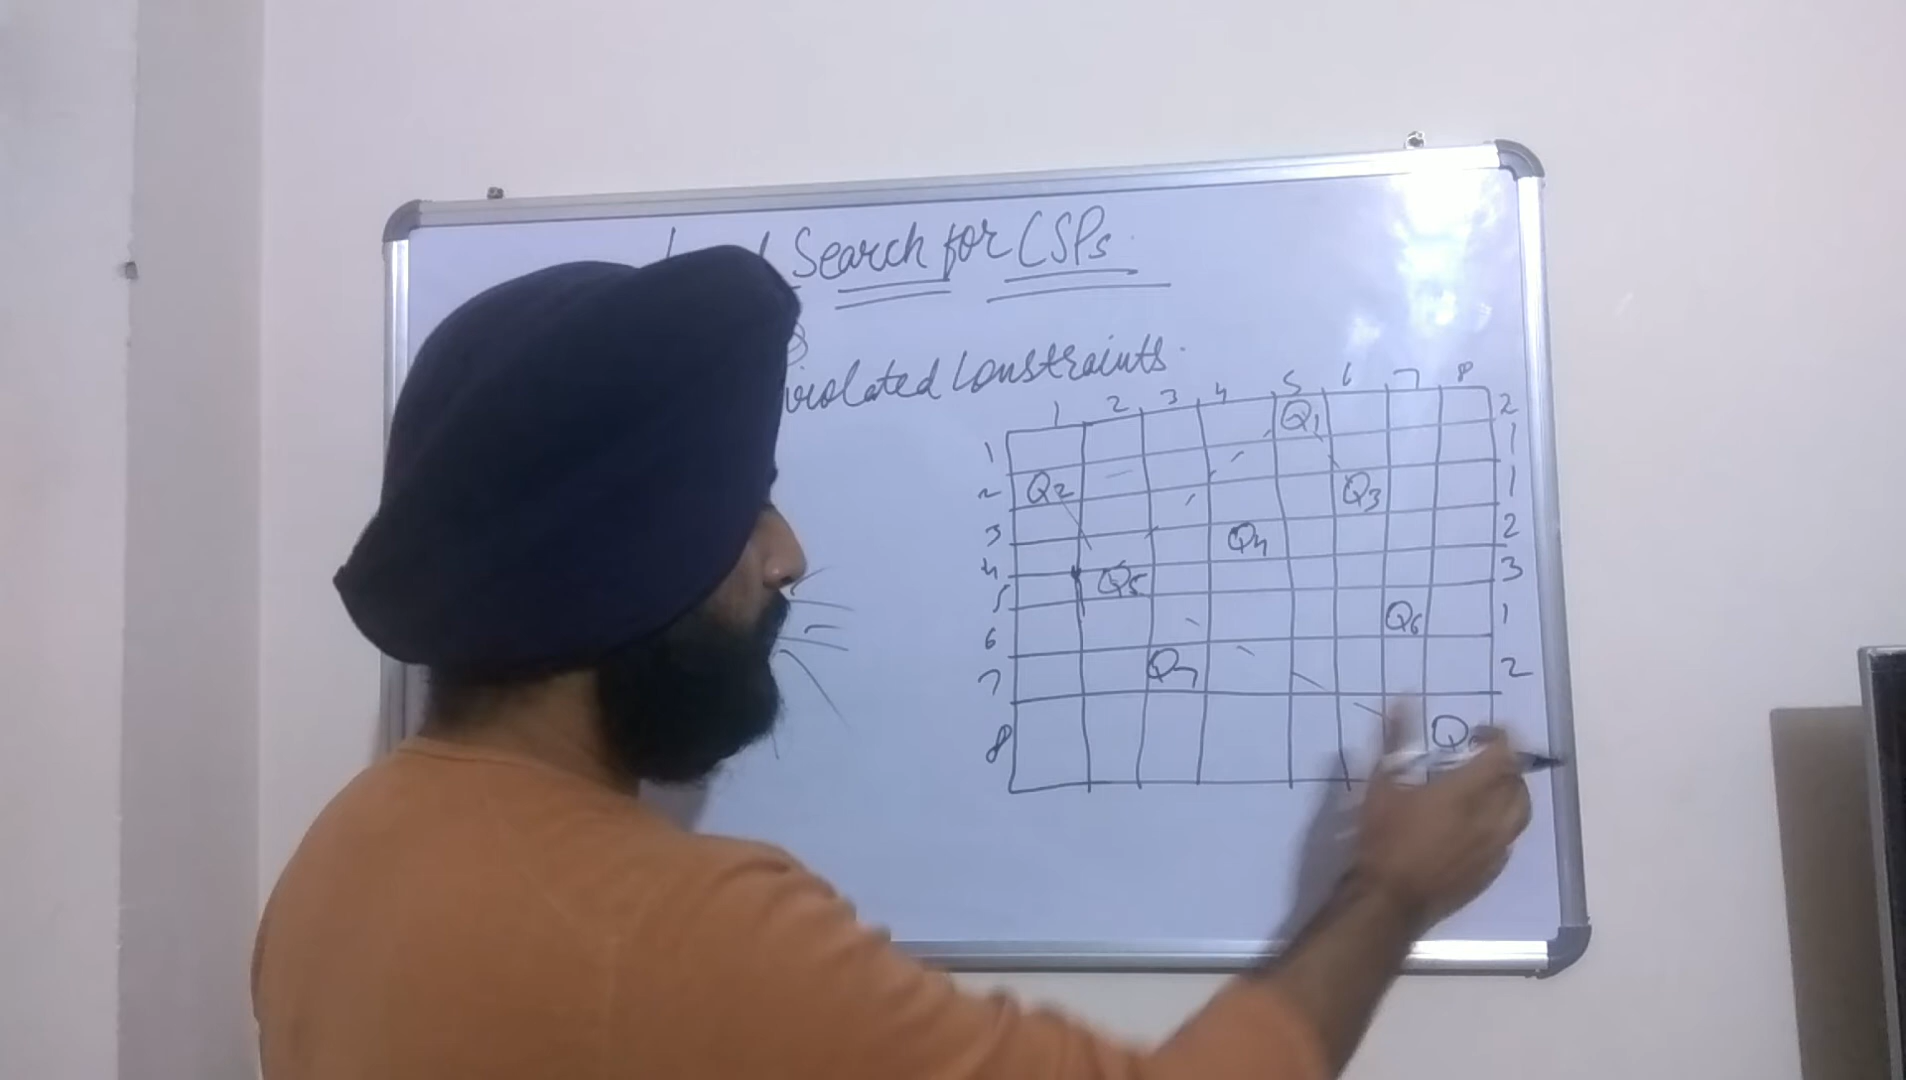 Search for CSPs
violated Constraints.
1 2 3 4 5 6 7 8
1 Q1 2
1
2 Q2 Q3 1
3 Q4 2
4 Q5 3
5
6 Q6 1
7 Q7 2
8 Q